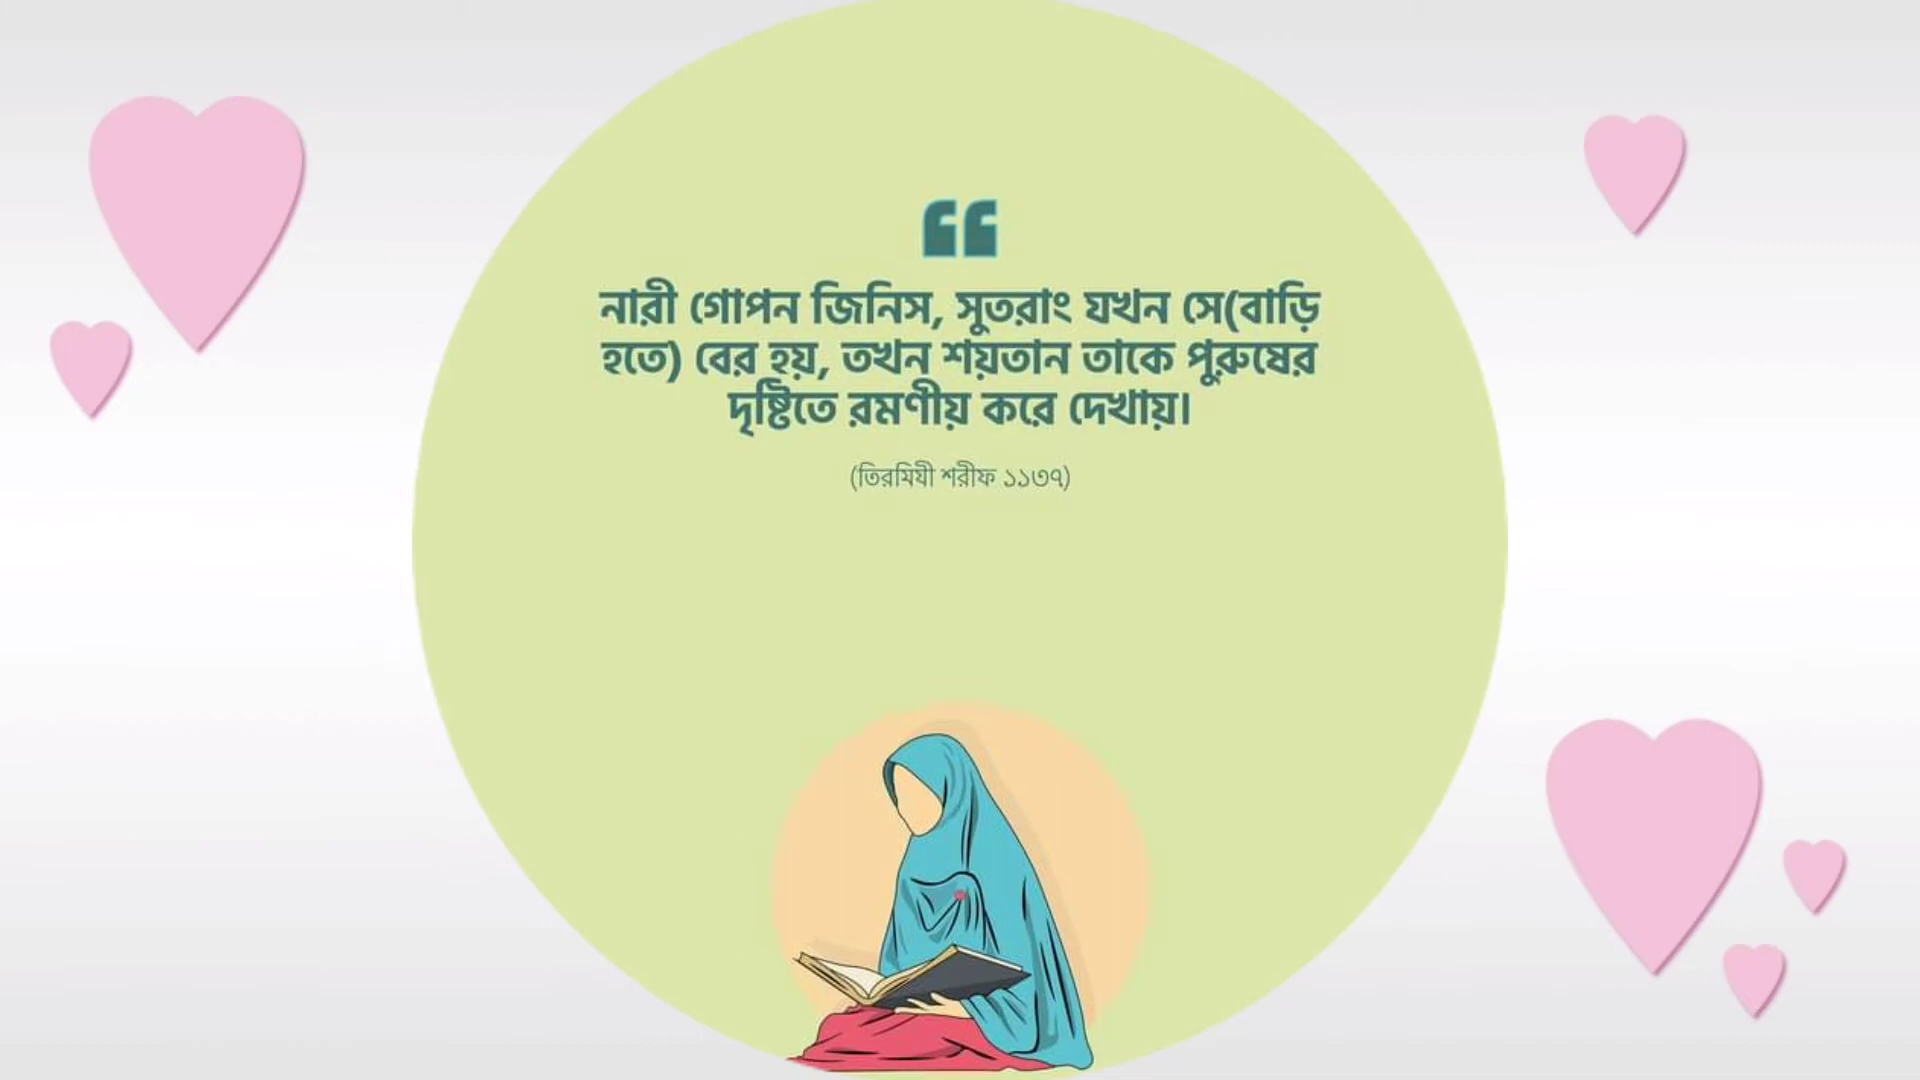 নারী গোপন জিনিস, সুতরাং যখন সে(বাড়ি
হতে) বের হয়, তখন শয়তান তাকে পুরুষের
দৃষ্টিতে রমণীয় করে দেখায়।
(তিরমিযী শরীফ ১১৩৭)